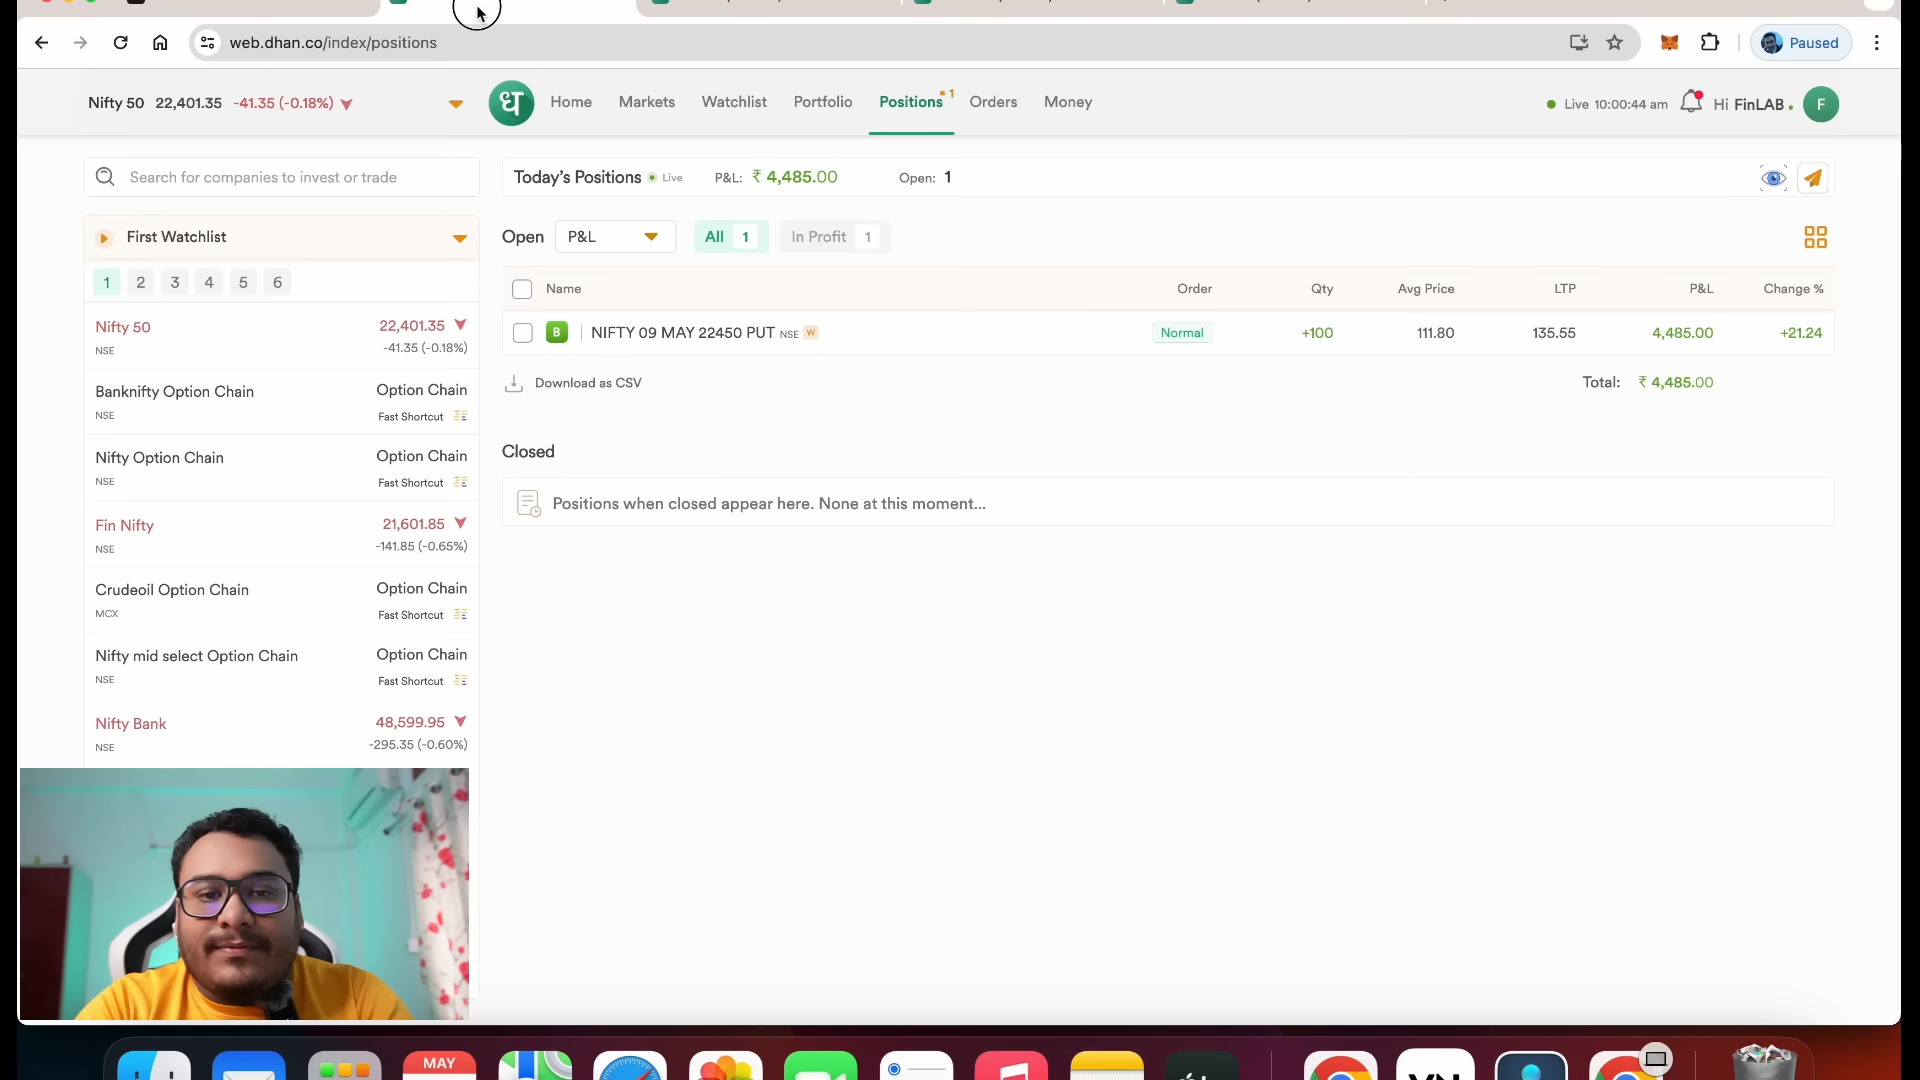 web.dhan.co/index/positions
Paused
Nifty 50 22,401.35 -41.35 (-0.18%)
ध
Home Markets Watchlist Portfolio Positions 1 Orders Money
Live 10:00:44 am
Hi FinLAB
F
Search for companies to invest or trade
Today's Positions Live P&L: ₹ 4,485.00 Open: 1
First Watchlist
Open P&L All 1 In Profit 1
1 2 3 4 5 6
Name Order Qty Avg Price LTP P&L Change %
B NIFTY 09 MAY 22450 PUT NSE W Normal +100 111.80 135.55 4,485.00 +21.24
Download as CSV Total: ₹ 4,485.00
Closed
Positions when closed appear here. None at this moment...
Nifty 50 22,401.35
NSE -41.35 (-0.18%)
Banknifty Option Chain Option Chain
NSE Fast Shortcut
Nifty Option Chain Option Chain
NSE Fast Shortcut
Fin Nifty 21,601.85
NSE -141.85 (-0.65%)
Crudeoil Option Chain Option Chain
MCX Fast Shortcut
Nifty mid select Option Chain Option Chain
NSE Fast Shortcut
Nifty Bank 48,599.95
NSE -295.35 (-0.60%)
MAY